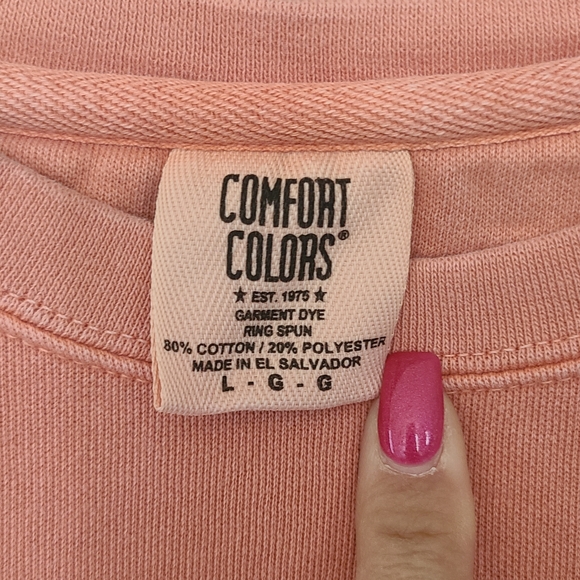 COMFORT
COLORS®
★ EST. 1975 ★
GARMENT DYE
RING SPUN
80% COTTON / 20% POLYESTER
MADE IN EL SALVADOR
L - G - G